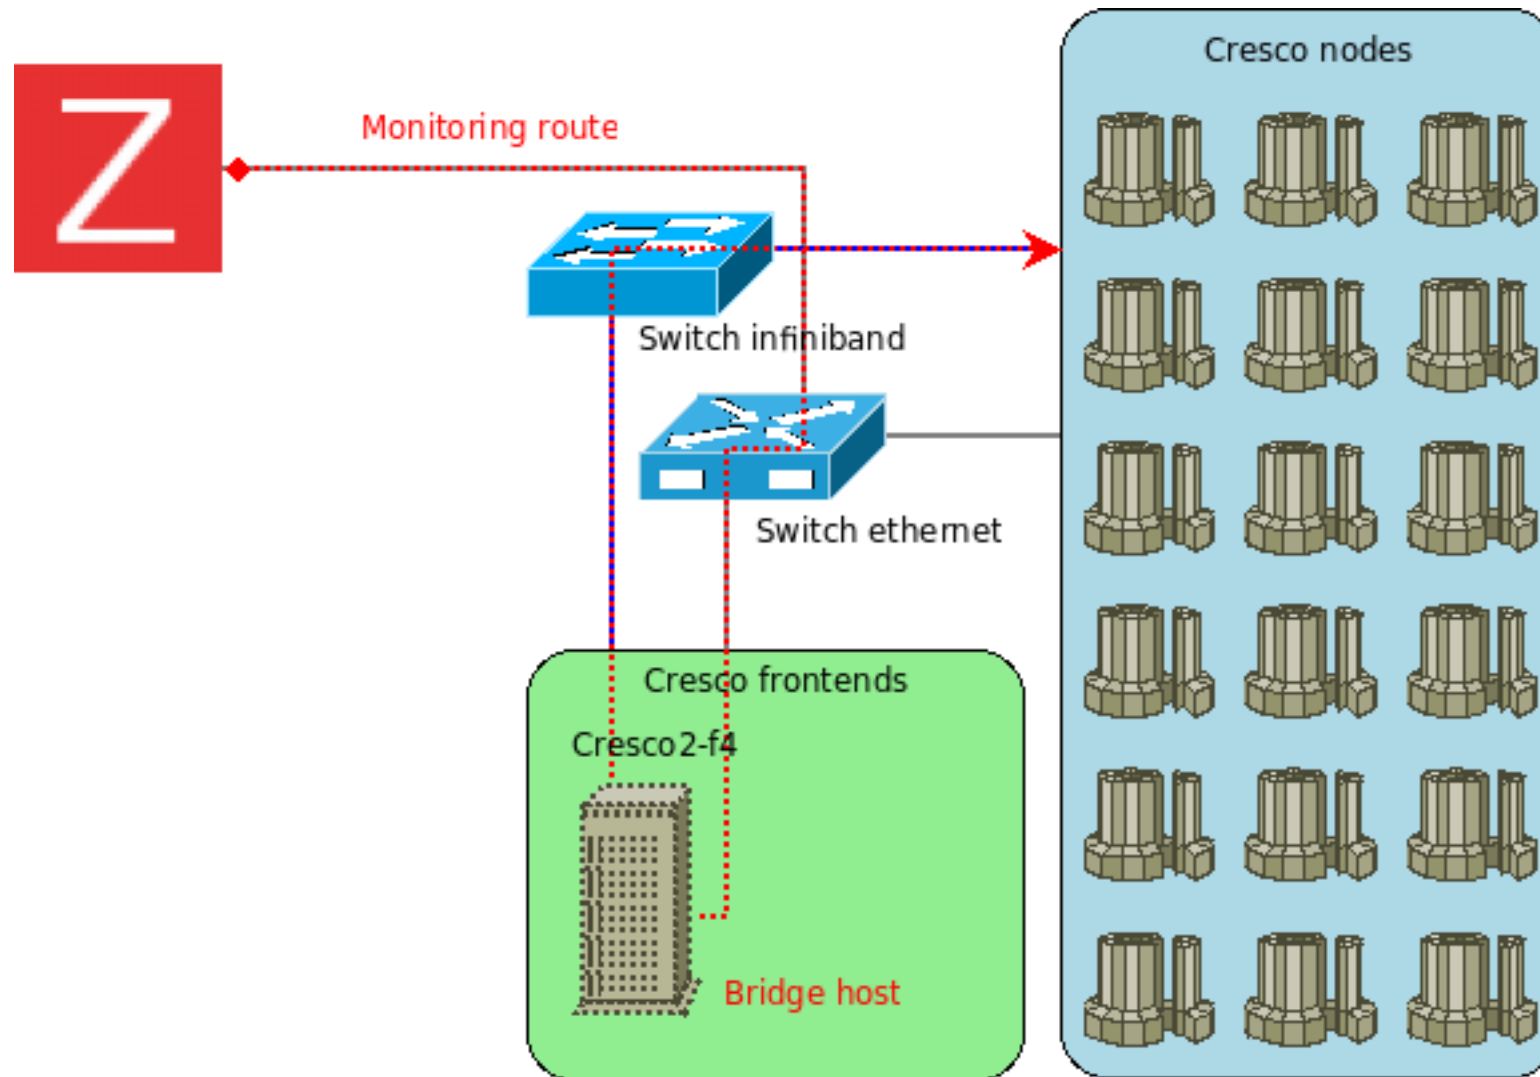 Cresco nodes
Z
Monitoring route
Switch infiniband
Switch ethernet
Cresco frontends
Cresco2-f4
Bridge host